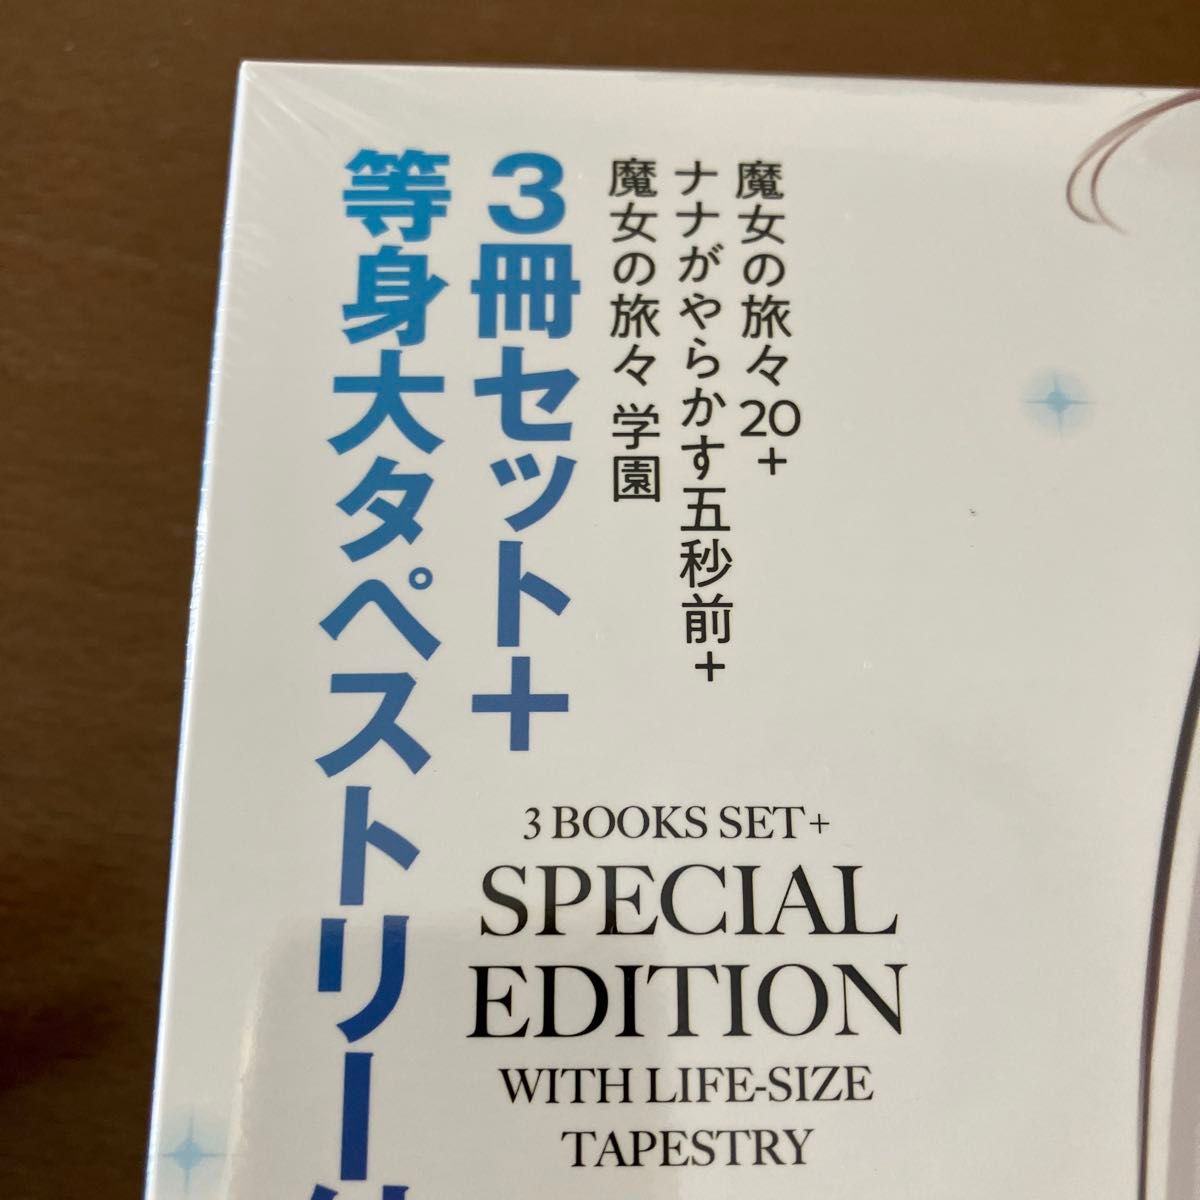 魔女の旅々20+
ナナがやらかす五秒前+
魔女の旅々 学園
3冊セット+
等身大タペストリー
3 BOOKS SET+
SPECIAL
EDITION
WITH LIFE-SIZE
TAPESTRY